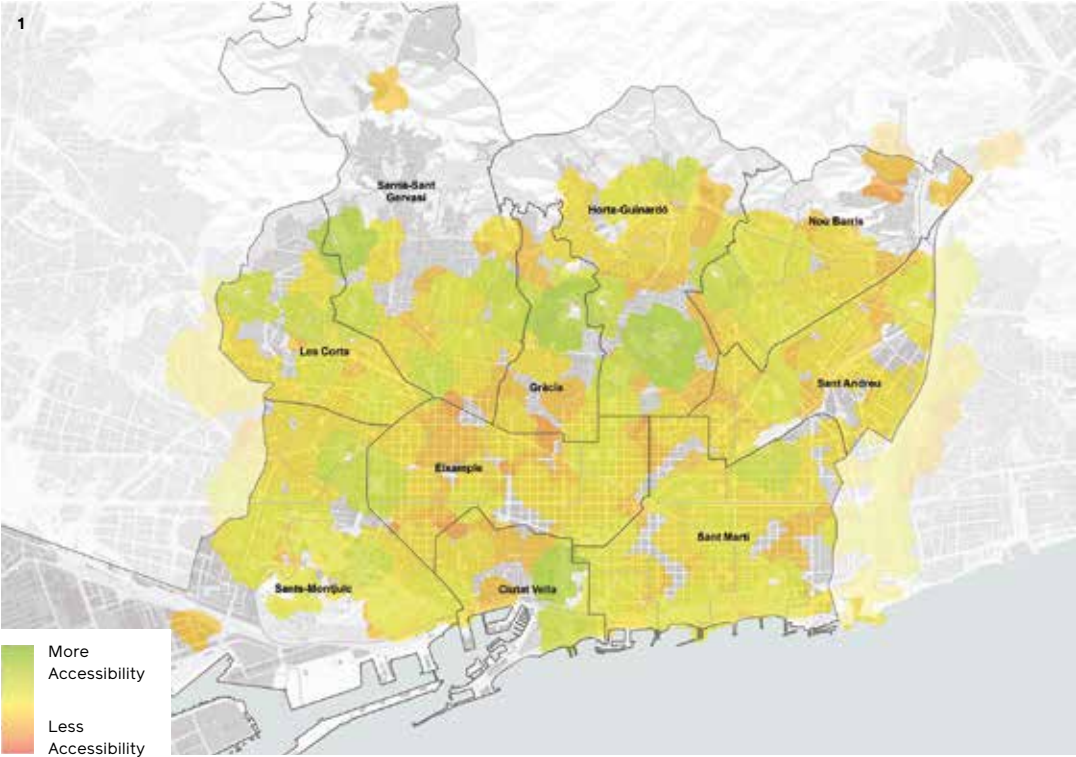 1
Sarrià-Sant
Gervasi
Horta-Guinardó
Nou Barris
Les Corts
Gràcia
Sant Andreu
Eixample
Sant Martí
Sants-Montjuïc
Ciutat Vella
More
Accessibility
Less
Accessibility